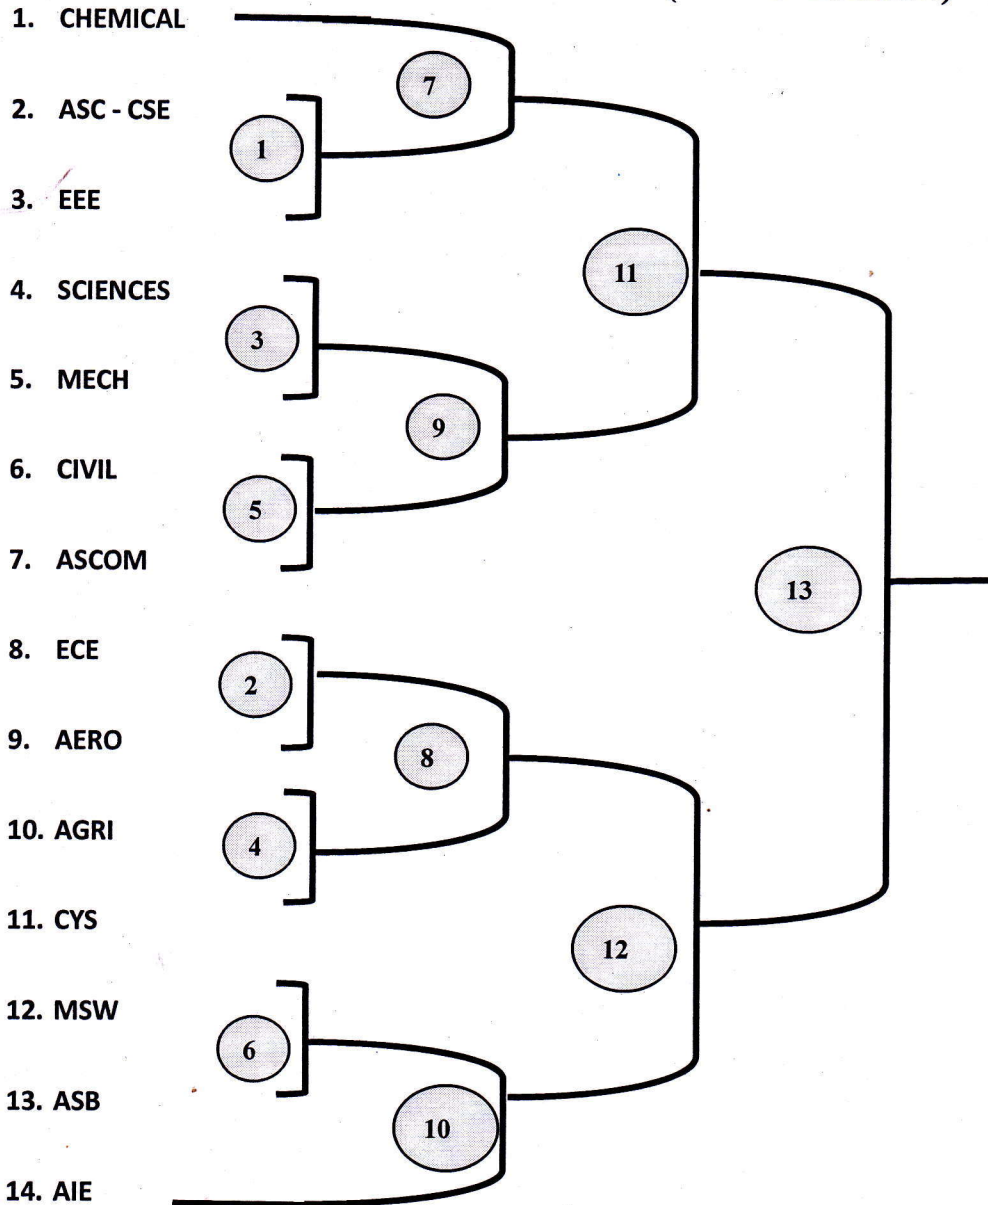 1. CHEMICAL
7
2. ASC - CSE
1
3. EEE
11
4. SCIENCES
3
5. MECH
9
6. CIVIL
5
7. ASCOM
13
8. ECE
2
9. AERO
8
10. AGRI
4
11. CYS
12
12. MSW
6
13. ASB
10
14. AIE